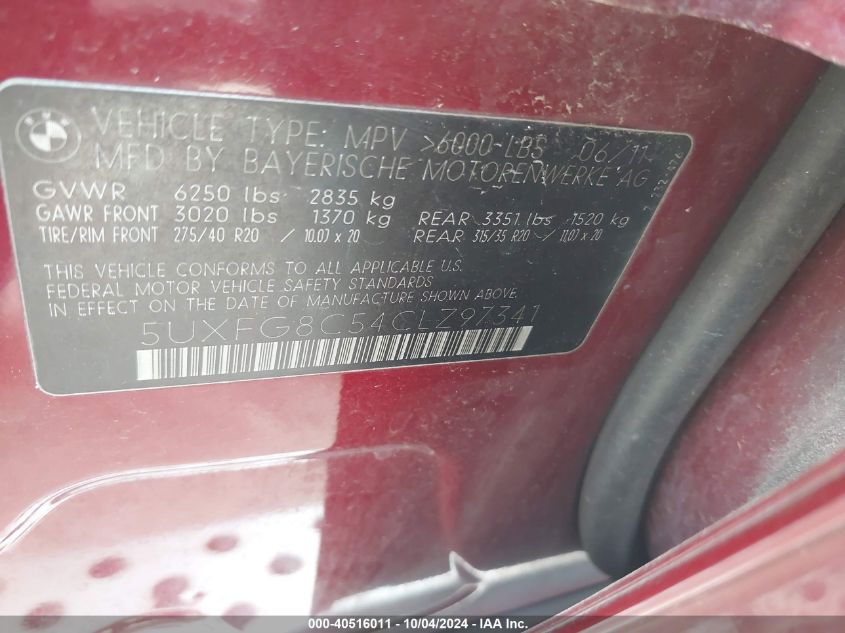 VEHICLE TYPE: MPV >6000-LBS 06/11
MFD BY BAYERISCHE MOTORENWERKE AG
GVWR 6250 lbs 2835 kg
GAWR FRONT 3020 lbs 1370 kg REAR 3351 lbs 1520 kg
TIRE/RIM FRONT 275/40 R20 / 10.0J x 20 REAR 315/35 R20 / 11.0J x 20
THIS VEHICLE CONFORMS TO ALL APPLICABLE U.S.
FEDERAL MOTOR VEHICLE SAFETY STANDARDS
IN EFFECT ON THE DATE OF MANUFACTURE SHOWN ABOVE.
5UXFG8C54CLZ97341
000-40516011 - 10/04/2024 - IAA Inc.